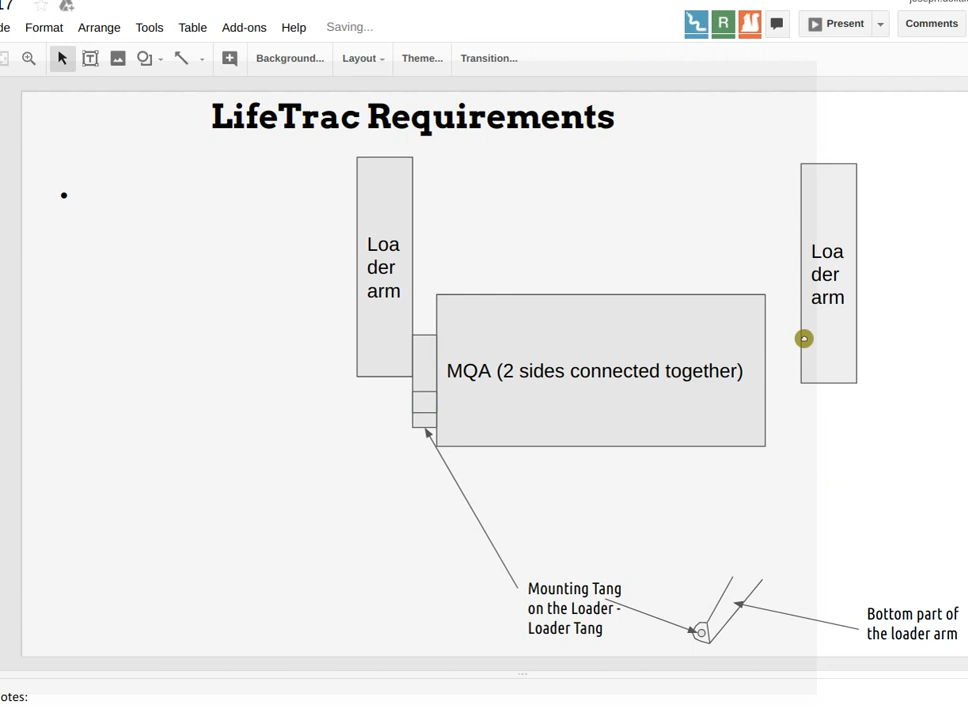 17
de Format Arrange Tools Table Add-ons Help Saving...
R Present Comments
Background... Layout Theme... Transition...
LifeTrac Requirements
Loa
der
arm
Loa
der
arm
MQA (2 sides connected together)
Mounting Tang
on the Loader -
Loader Tang
Bottom part of
the loader arm
otes: